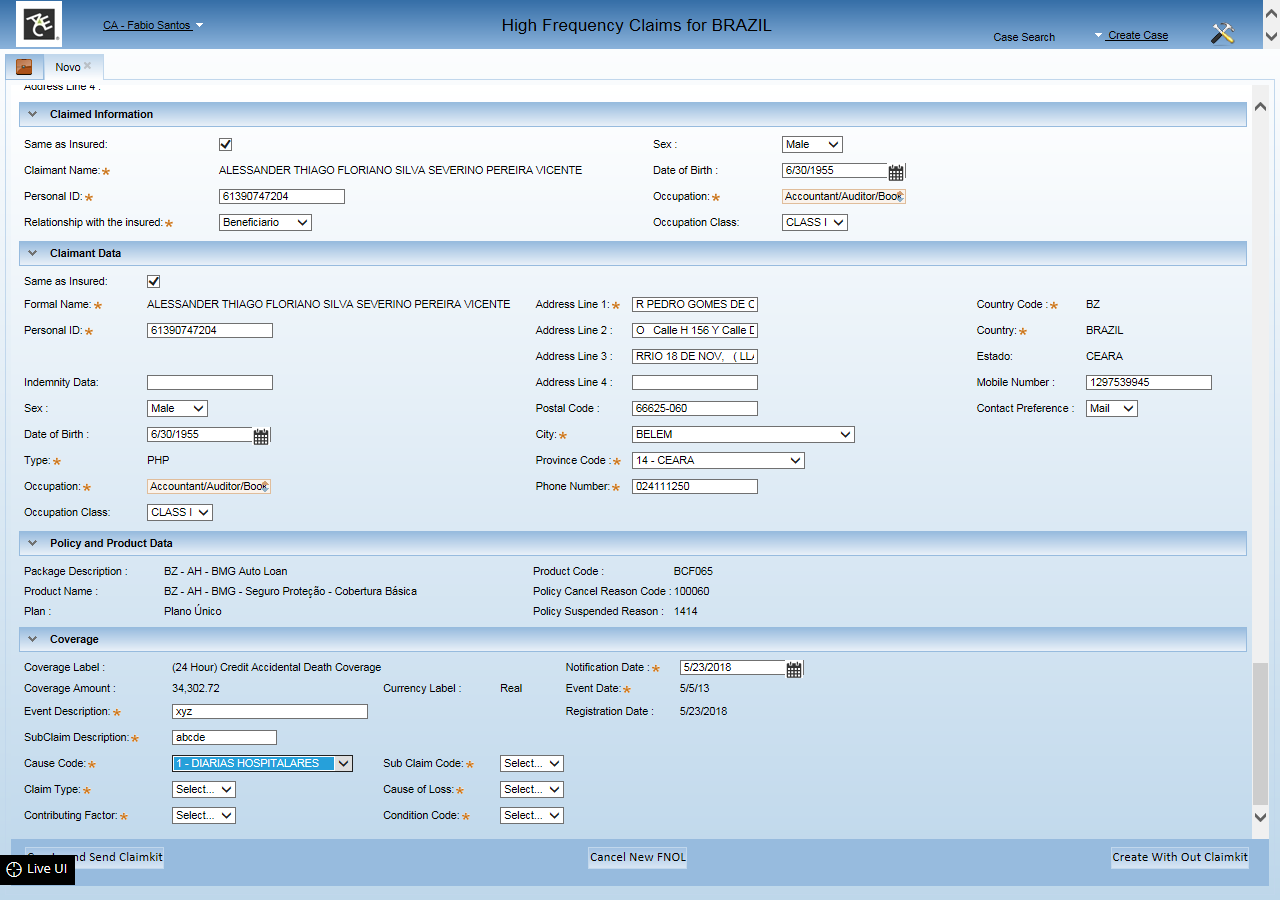 ACE
CA - Fabio Santos
High Frequency Claims for BRAZIL
Case Search
Create Case
Novo
Address Line 4 :
Claimed Information
Same as Insured:
Sex : Male
Claimant Name:* ALESSANDER THIAGO FLORIANO SILVA SEVERINO PEREIRA VICENTE
Date of Birth : 6/30/1955
Personal ID:* 61390747204
Occupation:* Accountant/Auditor/Book
Relationship with the insured:* Beneficiario
Occupation Class: CLASS I
Claimant Data
Same as Insured:
Formal Name:* ALESSANDER THIAGO FLORIANO SILVA SEVERINO PEREIRA VICENTE
Address Line 1:* R PEDRO GOMES DE
Country Code :* BZ
Personal ID:* 61390747204
Address Line 2 : O Calle H 156 Y Calle
Country:* BRAZIL
Address Line 3 : RRIO 18 DE NOV, ( LL
Estado: CEARA
Indemnity Data:
Address Line 4 :
Mobile Number : 1297539945
Sex : Male
Postal Code : 66625-060
Contact Preference : Mail
Date of Birth : 6/30/1955
City:* BELEM
Type:* PHP
Province Code :* 14 - CEARA
Occupation:* Accountant/Auditor/Book
Phone Number:* 024111250
Occupation Class: CLASS I
Policy and Product Data
Package Description : BZ - AH - BMG Auto Loan
Product Code : BCF065
Product Name : BZ - AH - BMG - Seguro Proteção - Cobertura Básica
Policy Cancel Reason Code : 100060
Plan : Plano Único
Policy Suspended Reason : 1414
Coverage
Coverage Label : (24 Hour) Credit Accidental Death Coverage
Notification Date :* 5/23/2018
Coverage Amount : 34,302.72
Currency Label : Real
Event Date:* 5/5/13
Event Description:* xyz
Registration Date : 5/23/2018
SubClaim Description:* abcde
Cause Code:* 1 - DIARIAS HOSPITALARES
Sub Claim Code:* Select...
Claim Type:* Select...
Cause of Loss:* Select...
Contributing Factor:* Select...
Condition Code:* Select...
nd Send Claimkit
Cancel New FNOL
Create With Out Claimkit
Live UI